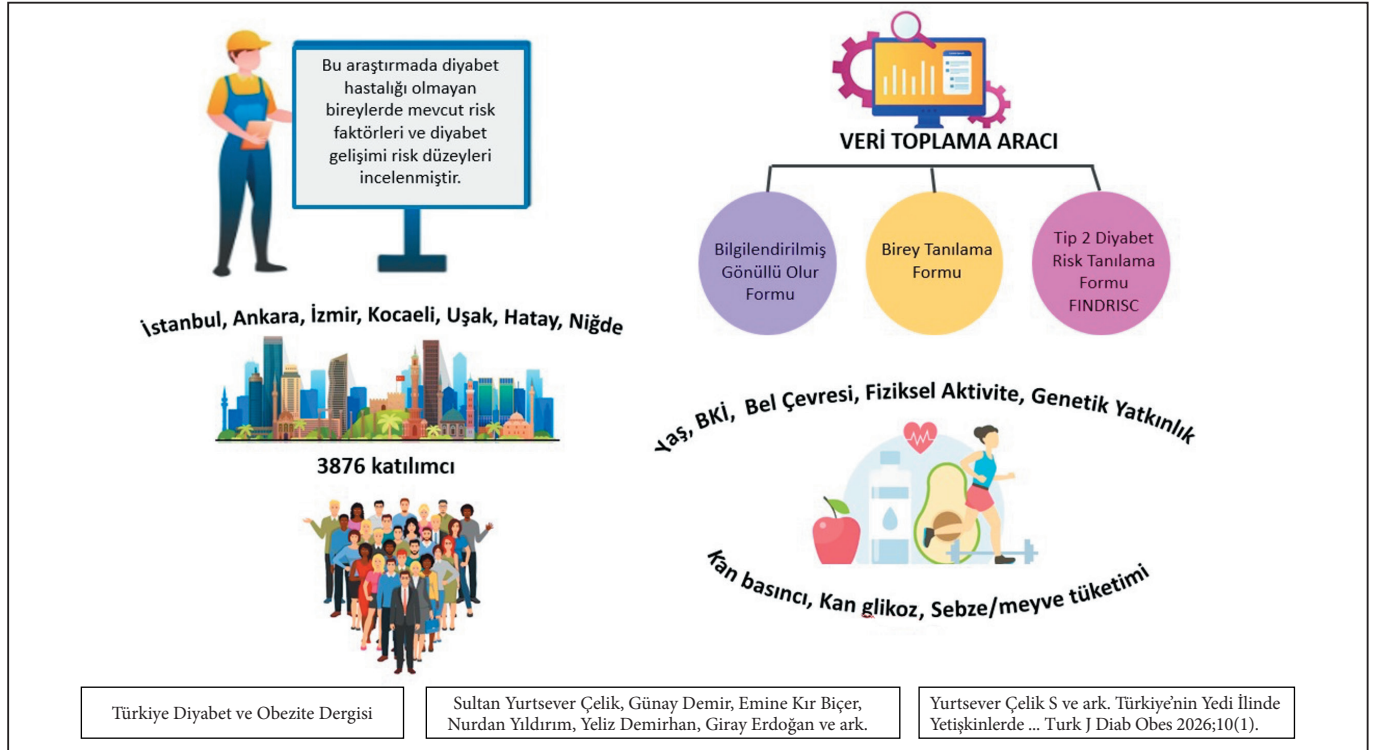 Bu araştırmada diyabet
hastalığı olmayan
bireylerde mevcut risk
faktörleri ve diyabet
gelişimi risk düzeyleri
incelenmiştir.
İstanbul, Ankara, İzmir, Kocaeli, Uşak, Hatay, Niğde
3876 katılımcı
VERİ TOPLAMA ARACI
Bilgilendirilmiş
Gönüllü Olur
Formu
Birey Tanılama
Formu
Tip 2 Diyabet
Risk Tanılama
Formu
FINDRISC
Yaş, BKİ, Bel Çevresi, Fiziksel Aktivite, Genetik Yatkınlık
Kan basıncı, Kan glikoz, Sebze/meyve tüketimi
Türkiye Diyabet ve Obezite Dergisi
Sultan Yurtsever Çelik, Günay Demir, Emine Kır Biçer,
Nurdan Yıldırım, Yeliz Demirhan, Giray Erdoğan ve ark.
Yurtsever Çelik S ve ark. Türkiye’nin Yedi İlinde
Yetişkinlerde ... Turk J Diab Obes 2026;10(1).